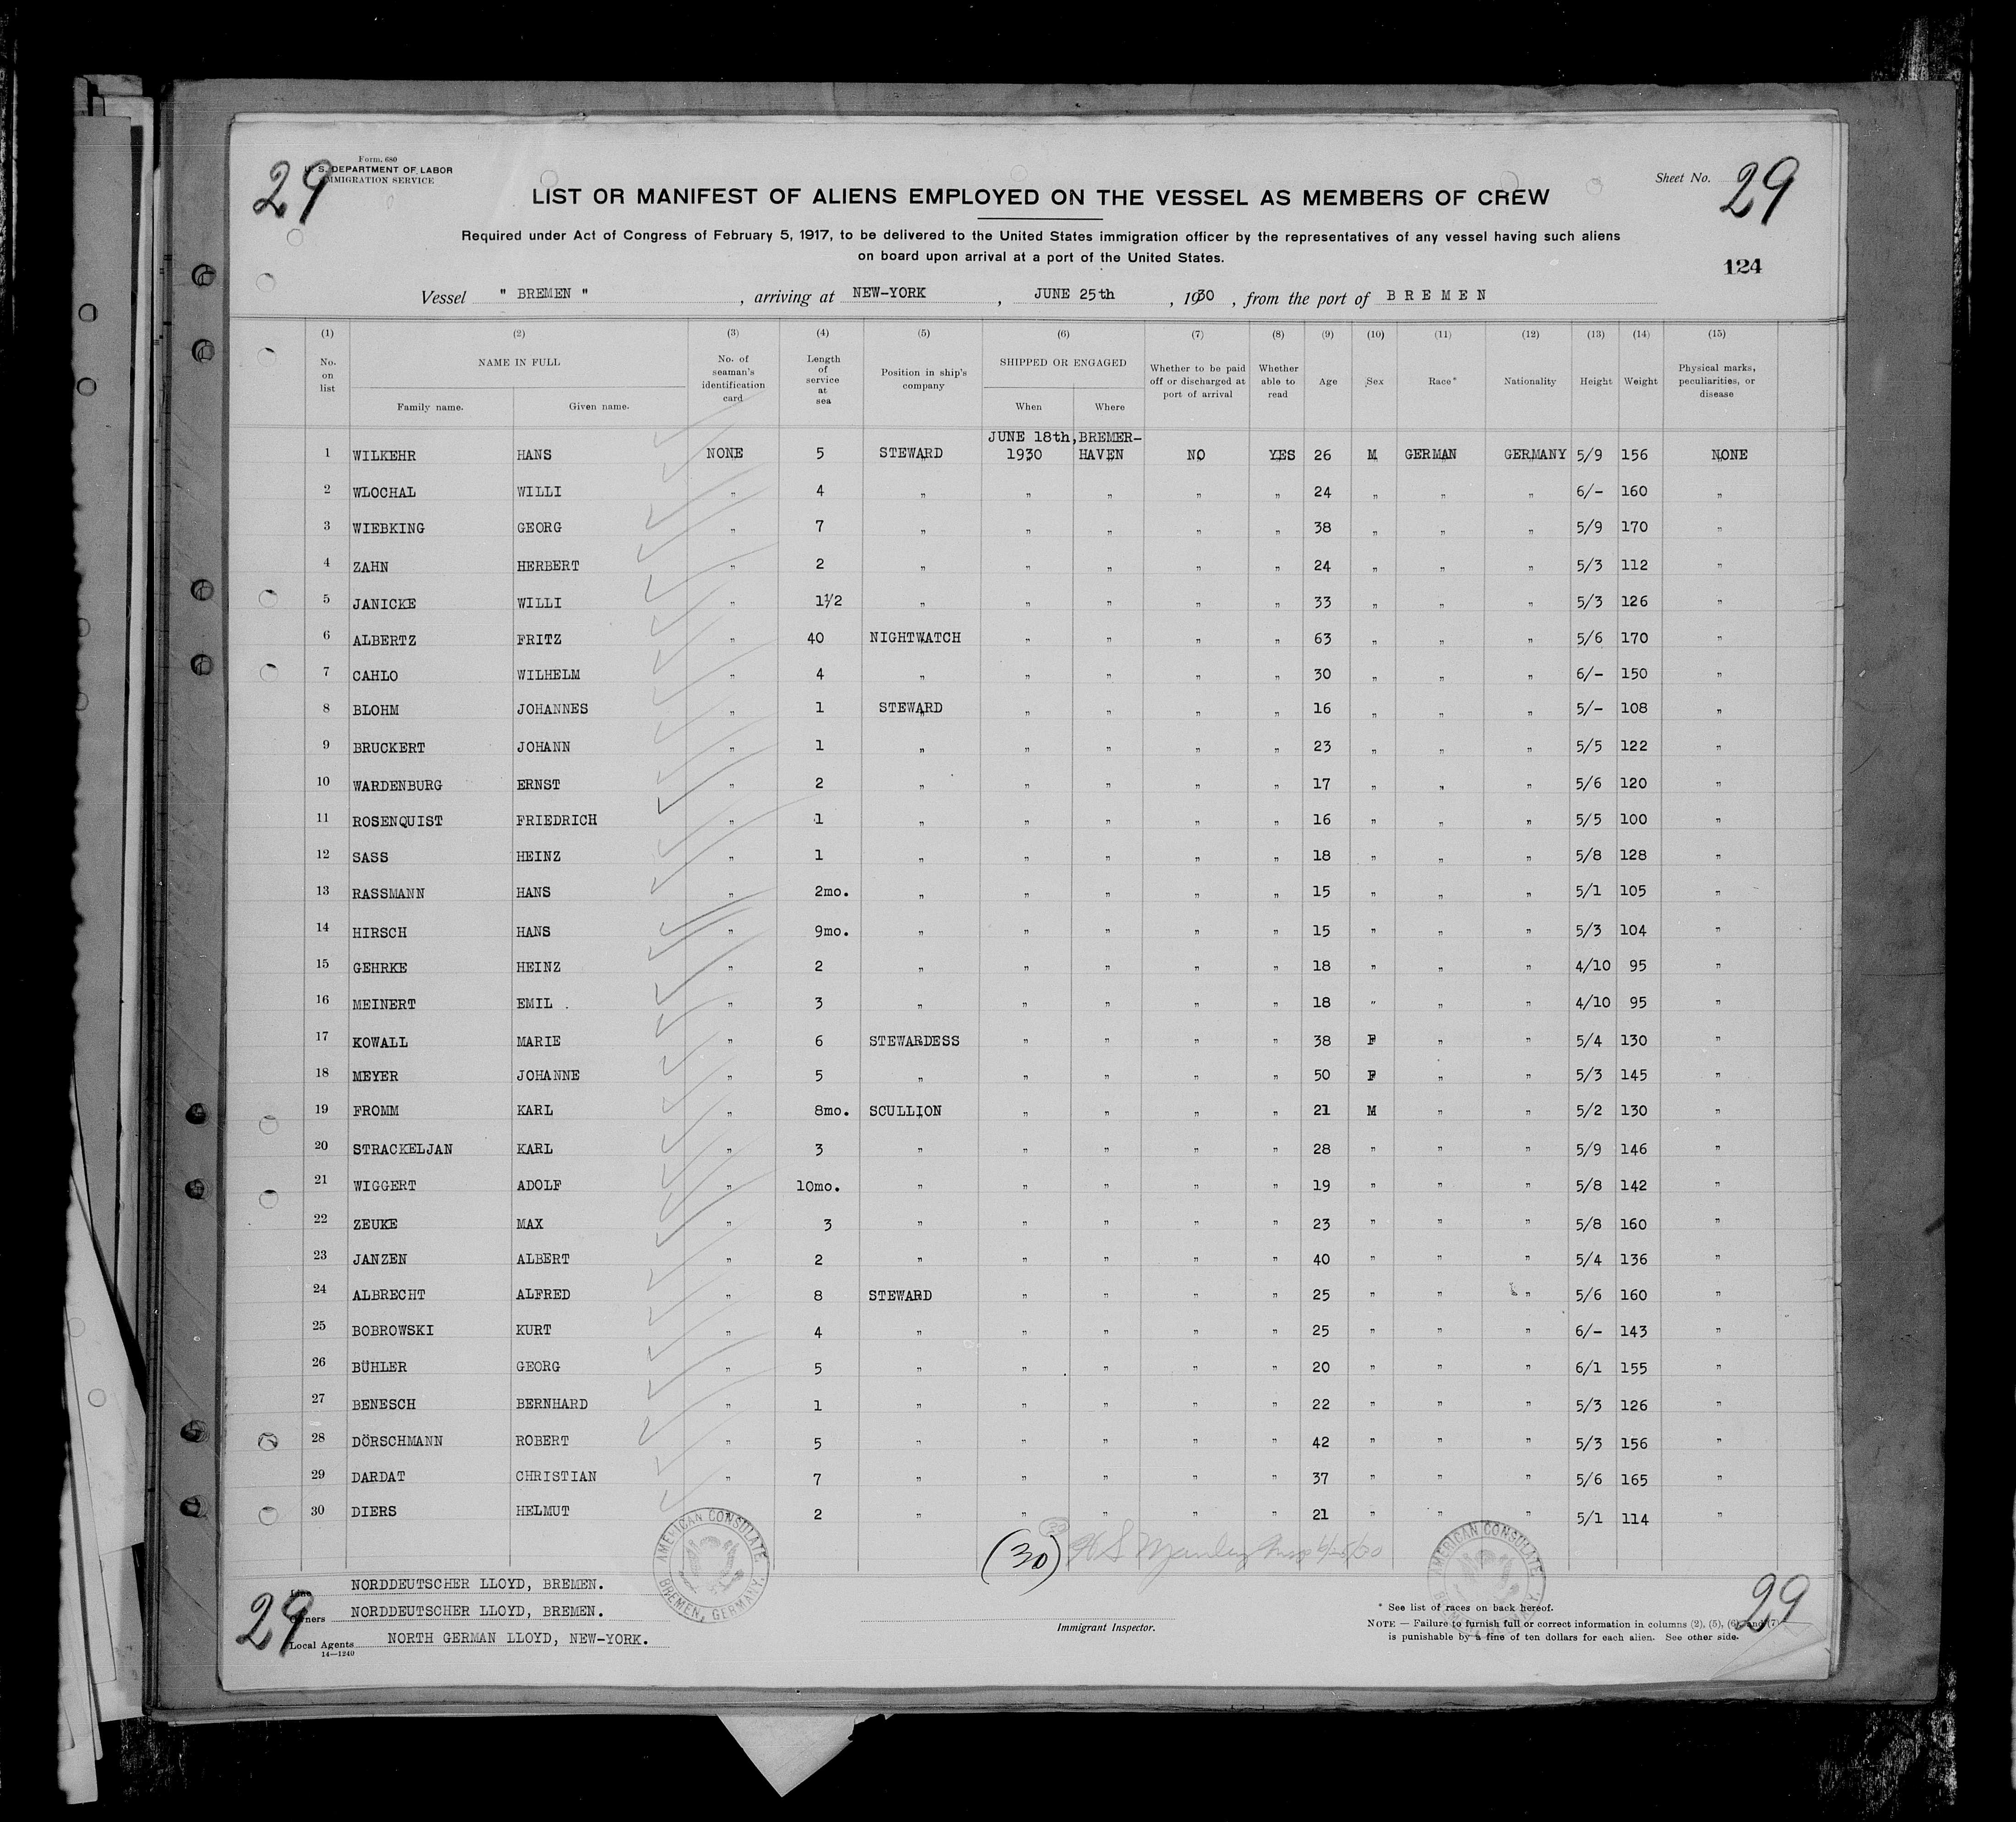 29
Form 680
U. S. DEPARTMENT OF LABOR
IMMIGRATION SERVICE
Sheet No. 29
LIST OR MANIFEST OF ALIENS EMPLOYED ON THE VESSEL AS MEMBERS OF CREW
Required under Act of Congress of February 5, 1917, to be delivered to the United States immigration officer by the representatives of any vessel having such aliens
on board upon arrival at a port of the United States.
124
Vessel " BREMEN " , arriving at NEW-YORK , JUNE 25th , 1930 , from the port of B R E M E N
(1) (2) (3) (4) (5) (6) (7) (8) (9) (10) (11) (12) (13) (14) (15)
No. on list NAME IN FULL Family name. Given name. No. of seaman's identification card Length of service at sea Position in ship's company SHIPPED OR ENGAGED When Where Whether to be paid off or discharged at port of arrival Whether able to read Age Sex Race* Nationality Height Weight Physical marks, peculiarities, or disease
1 WILKEHR HANS NONE 5 STEWARD JUNE 18th, 1930 BREMER-HAVEN NO YES 26 M GERMAN GERMANY 5/9 156 NONE
2 WLOCHAL WILLI " 4 " " " " " 24 " " " 6/- 160 "
3 WIEBKING GEORG " 7 " " " " " 38 " " " 5/9 170 "
4 ZAHN HERBERT " 2 " " " " " 24 " " " 5/3 112 "
5 JANICKE WILLI " 1½ " " " " " 33 " " " 5/3 126 "
6 ALBERTZ FRITZ " 40 NIGHTWATCH " " " " 63 " " " 5/6 170 "
7 CAHLO WILHELM " 4 " " " " " 30 " " " 6/- 150 "
8 BLOHM JOHANNES " 1 STEWARD " " " " 16 " " " 5/- 108 "
9 BRUCKERT JOHANN " 1 " " " " " 23 " " " 5/5 122 "
10 WARDENBURG ERNST " 2 " " " " " 17 " " " 5/6 120 "
11 ROSENQUIST FRIEDRICH " 1 " " " " " 16 " " " 5/5 100 "
12 SASS HEINZ " 1 " " " " " 18 " " " 5/8 128 "
13 RASSMANN HANS " 2mo. " " " " " 15 " " " 5/1 105 "
14 HIRSCH HANS " 9mo. " " " " " 15 " " " 5/3 104 "
15 GEHRKE HEINZ " 2 " " " " " 18 " " " 4/10 95 "
16 MEINERT EMIL . " 3 " " " " " 18 " " " 4/10 95 "
17 KOWALL MARIE " 6 STEWARDESS " " " " 38 F " " 5/4 130 "
18 MEYER JOHANNE " 5 " " " " " 50 F " " 5/3 145 "
19 FROMM KARL " 8mo. SCULLION " " " " 21 M " " 5/2 130 "
20 STRACKELJAN KARL " 3 " " " " " 28 " " " 5/9 146 "
21 WIGGERT ADOLF " 10mo. " " " " " 19 " " " 5/8 142 "
22 ZEUKE MAX " 3 " " " " " 23 " " " 5/8 160 "
23 JANZEN ALBERT " 2 " " " " " 40 " " " 5/4 136 "
24 ALBRECHT ALFRED " 8 STEWARD " " " " 25 " " " 5/6 160 "
25 BOBROWSKI KURT " 4 " " " " " 25 " " " 6/- 143 "
26 BÜHLER GEORG " 5 " " " " " 20 " " " 6/1 155 "
27 BENESCH BERNHARD " 1 " " " " " 22 " " " 5/3 126 "
28 DÖRSCHMANN ROBERT " 5 " " " " " 42 " " " 5/3 156 "
29 DARDAT CHRISTIAN " 7 " " " " " 37 " " " 5/6 165 "
30 DIERS HELMUT " 2 " " " " " 21 " " " 5/1 114 "
(30)
AMERICAN CONSULATE BREMEN, GERMANY.
AMERICAN CONSULATE
Line NORDDEUTSCHER LLOYD, BREMEN.
Owners NORDDEUTSCHER LLOYD, BREMEN.
Local Agents NORTH GERMAN LLOYD, NEW-YORK.
14—1240
29
Immigrant Inspector.
* See list of races on back hereof.
NOTE — Failure to furnish full or correct information in columns (2), (5), (6), and (7)
is punishable by a fine of ten dollars for each alien. See other side.
29